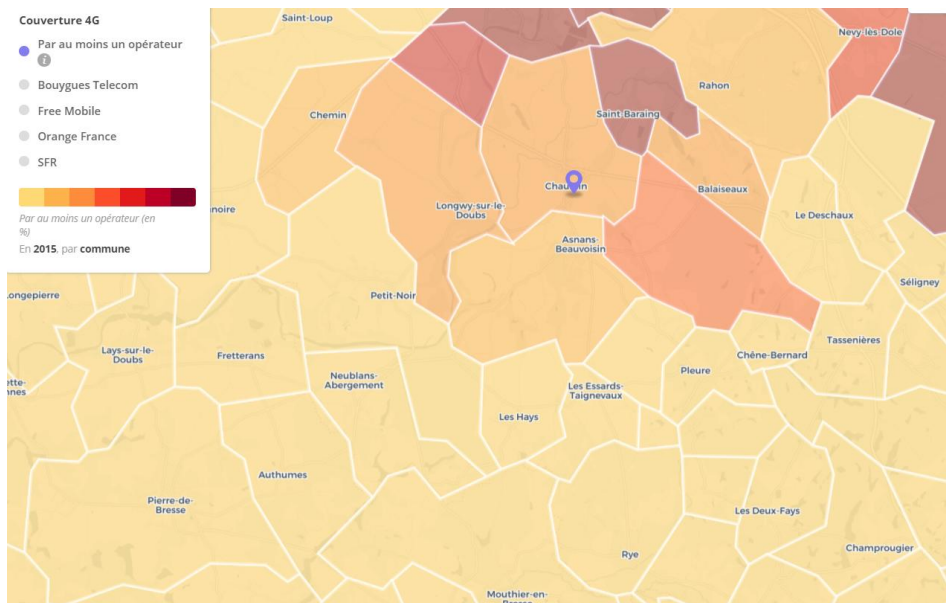 Couverture 4G
Par au moins un opérateur
Bouygues Telecom
Free Mobile
Orange France
SFR
Par au moins un opérateur (en
%)
En 2015, par commune
Saint-Loup
Nevy-lès-Dole
Rahon
Chemin
Saint-Baraing
Balaiseaux
Longwy-sur-le-
Doubs
Le Deschaux
Asnans-
Beauvoisin
Séligney
Longepierre
Petit-Noir
Tassenières
Lays-sur-le-
Doubs
Fretterans
Chêne-Bernard
Pleure
Neublans-
Abergement
Les Essards-
Taignevaux
Les Hays
Authumes
Pierre-de-
Bresse
Les Deux-Fays
Rye
Champrougier
Mouthier-en-
Bresse